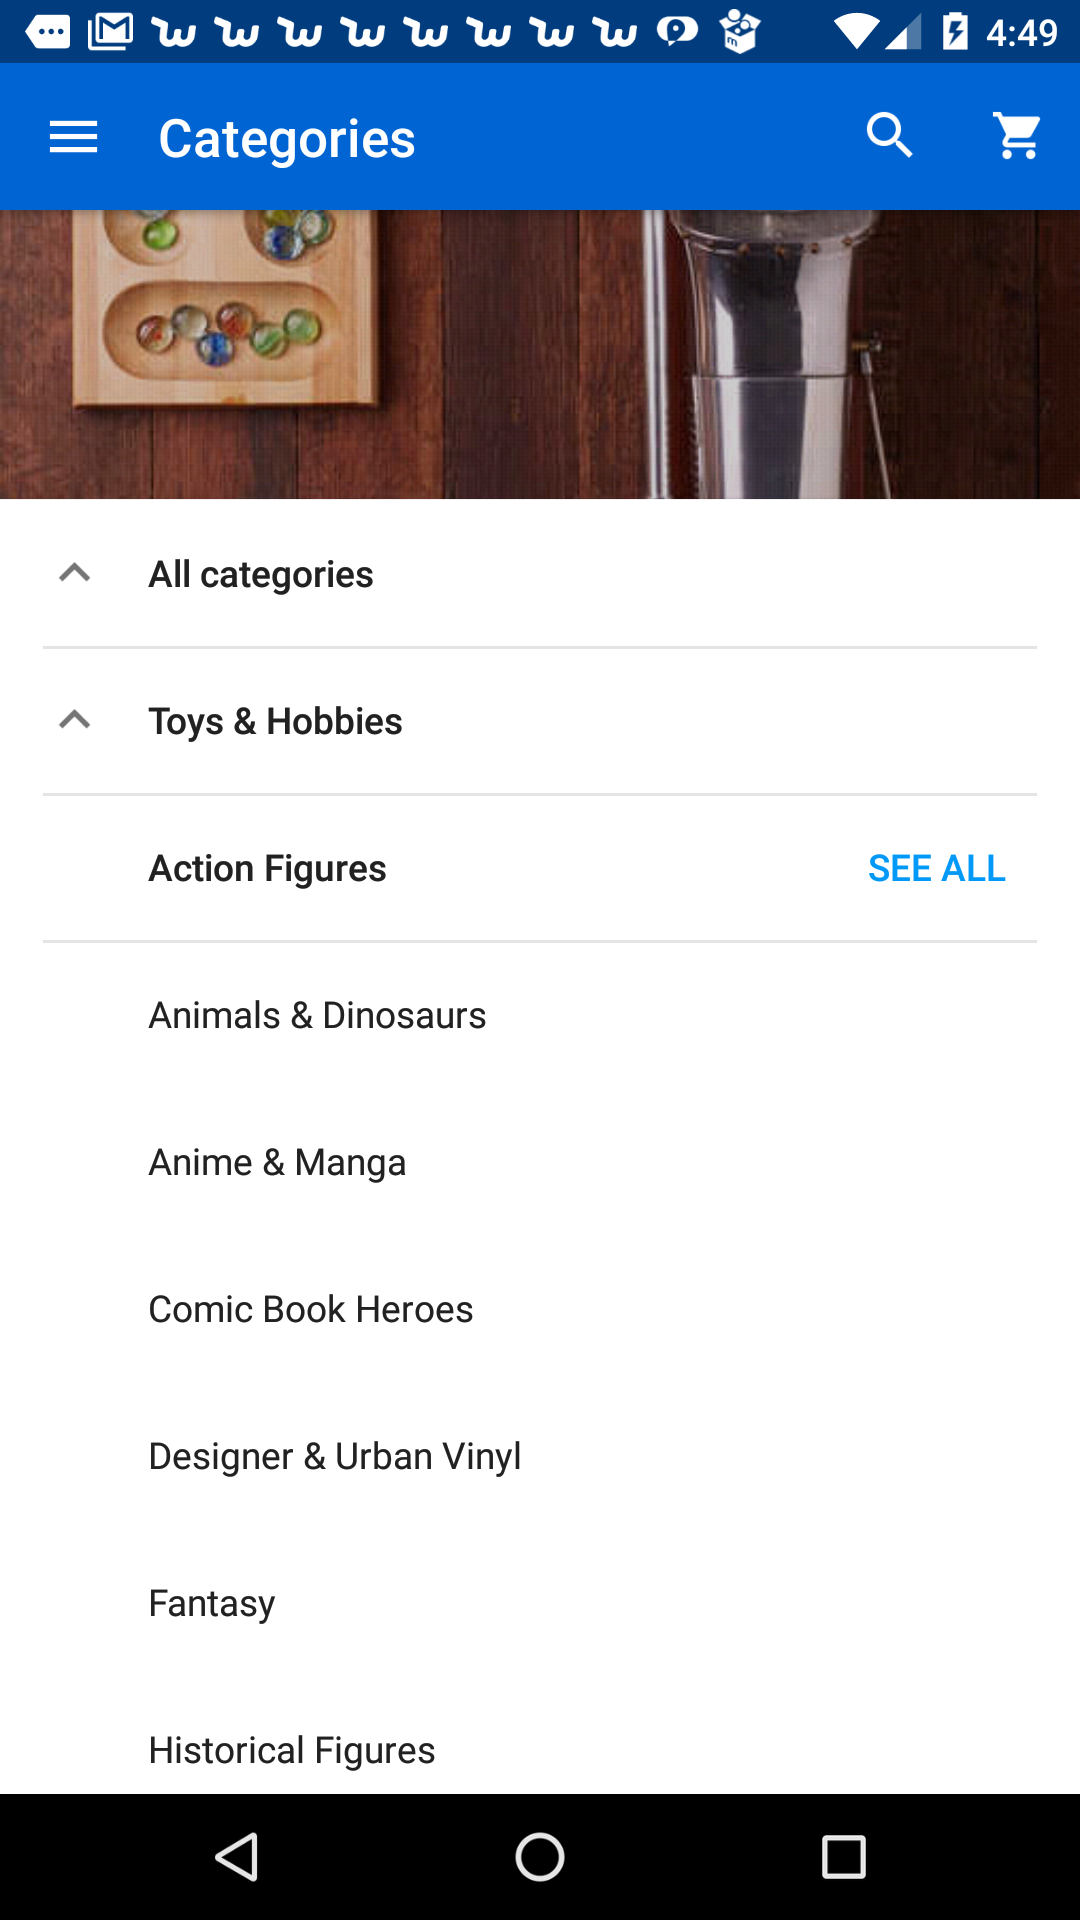 4:49
Categories
All categories
Toys & Hobbies
Action Figures SEE ALL
Animals & Dinosaurs
Anime & Manga
Comic Book Heroes
Designer & Urban Vinyl
Fantasy
Historical Figures